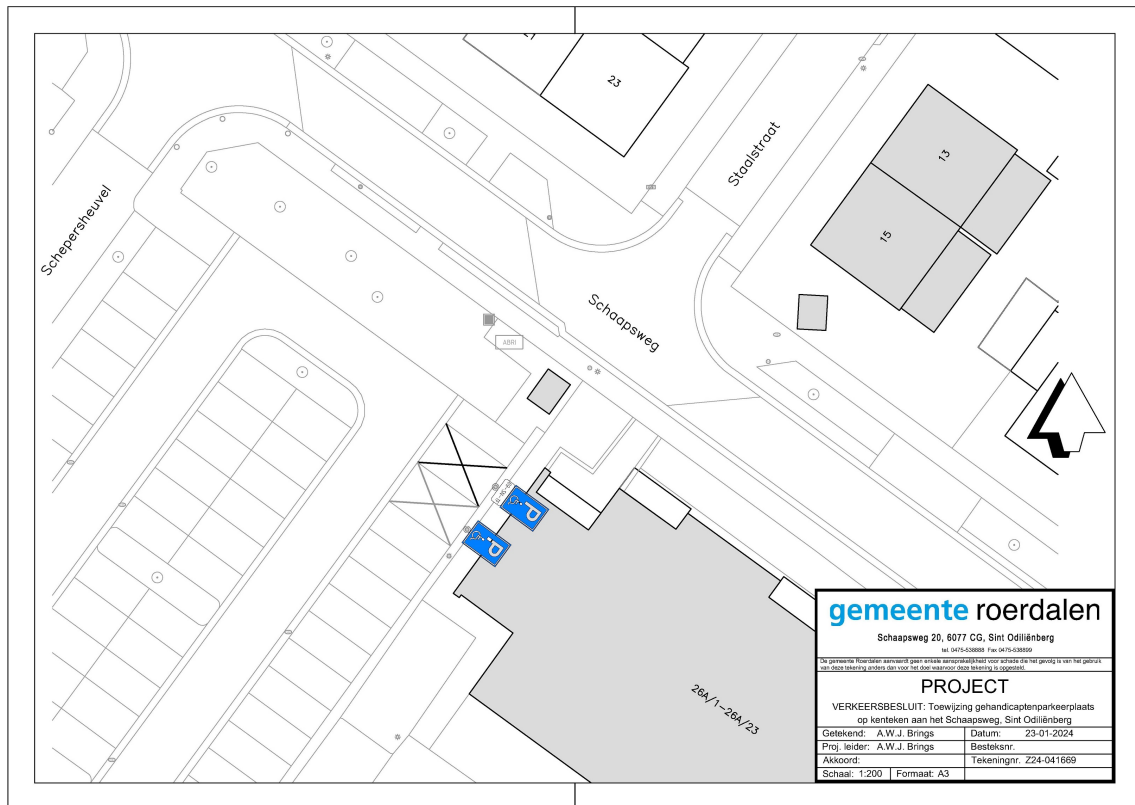 21
23
Staalstraat
13
15
Schepersheuvel
Schaapsweg
ABRI
P
P
26A/1-26A/23
gemeente roerdalen
Schaapsweg 20, 6077 CG, Sint Odiliënberg
tel. 0475-538888 Fax 0475-538899
De gemeente Roerdalen aanvaardt geen enkele aansprakelijkheid voor schade die het gevolg is van het gebruik
van deze tekening anders dan voor het doel waarvoor deze tekening is opgesteld.
PROJECT
VERKEERSBESLUIT: Toewijzing gehandicaptenparkeerplaats
op kenteken aan het Schaapsweg, Sint Odiliënberg
Getekend: A.W.J. Brings Datum: 23-01-2024
Proj. leider: A.W.J. Brings Besteksnr.
Akkoord: Tekeningnr. Z24-041669
Schaal: 1:200 Formaat: A3